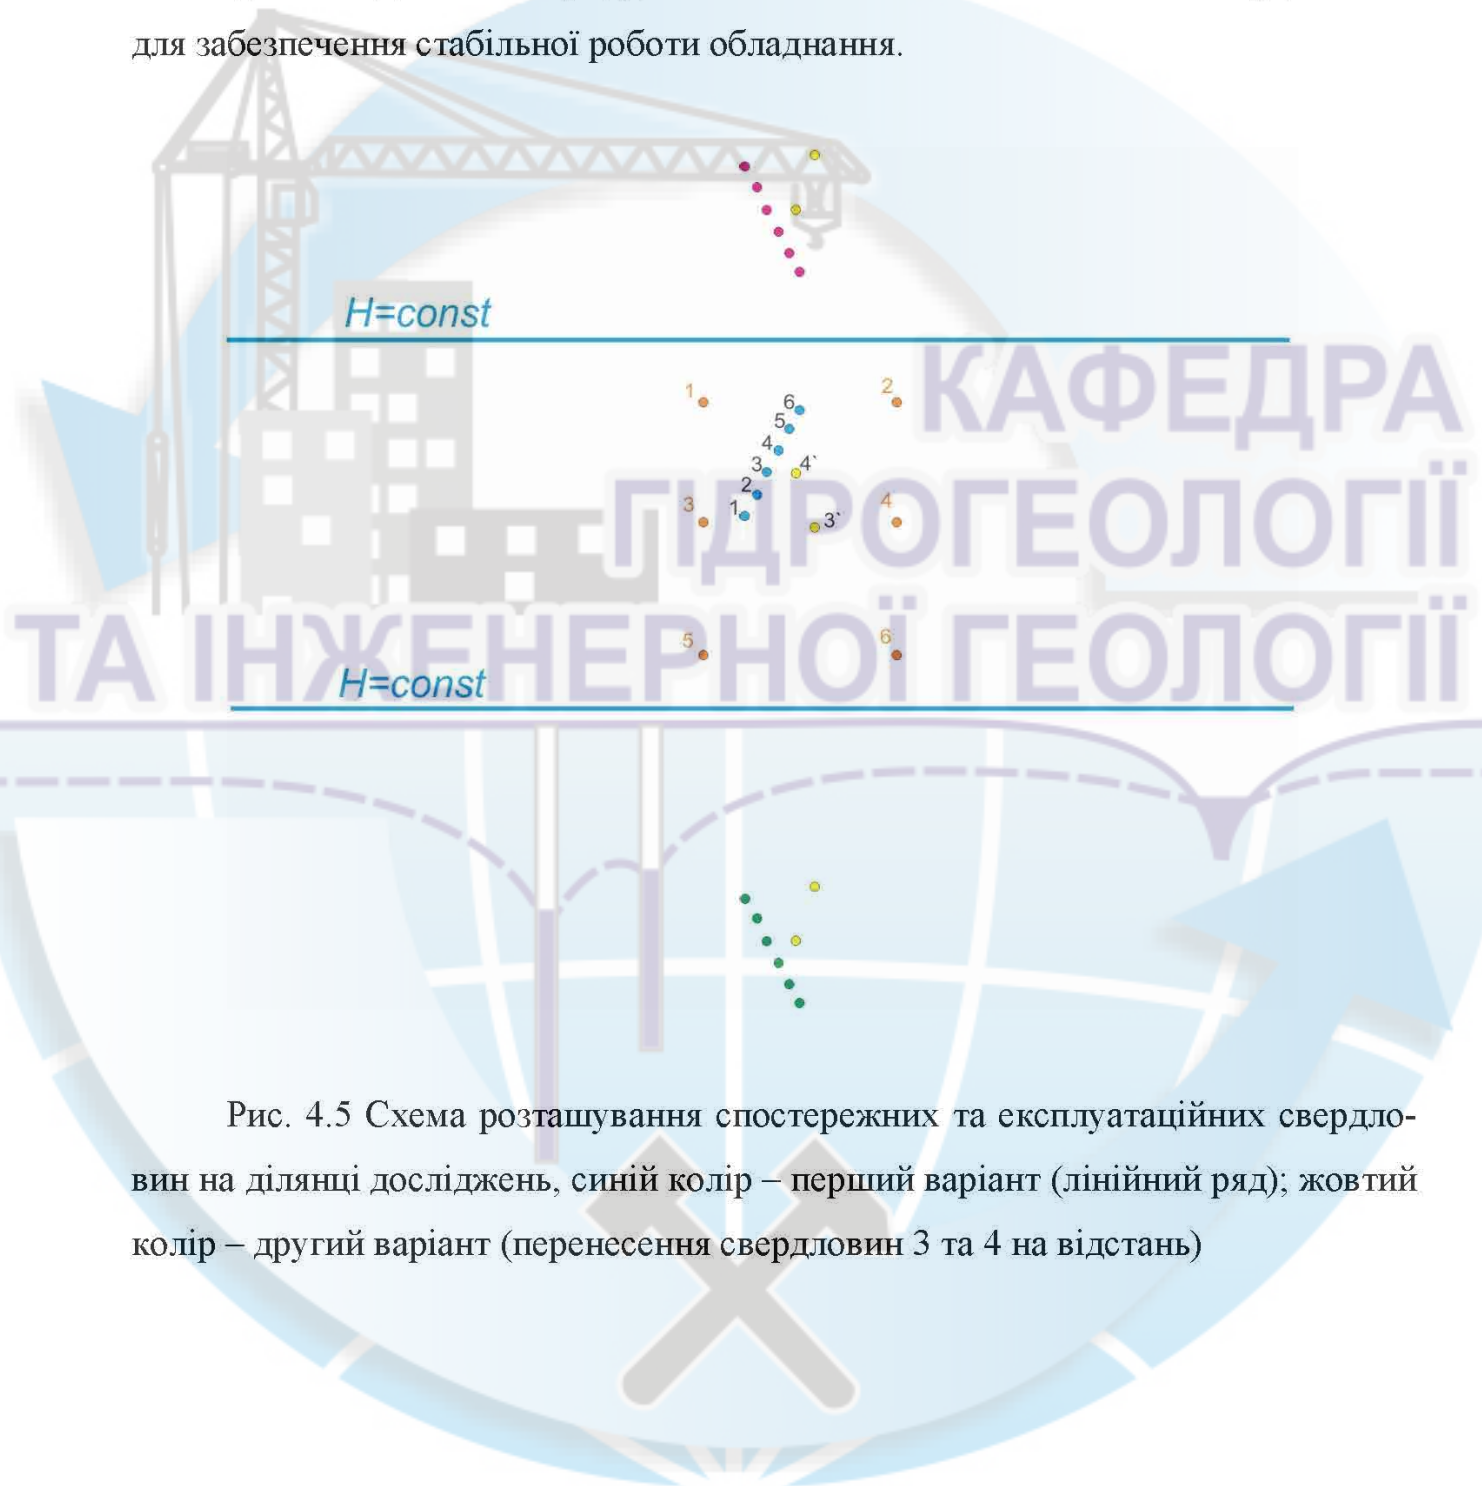 для забезпечення стабільної роботи обладнання.
H=const
1 2
6
5
4
3 4`
2
3 1 3` 4
5 6
H=const
КАФЕДРА
ГІДРОГЕОЛОГІЇ
ТА ІНЖЕНЕРНОЇ ГЕОЛОГІЇ
Рис. 4.5 Схема розташування спостережних та експлуатаційних свердло-
вин на ділянці досліджень, синій колір – перший варіант (лінійний ряд); жовтий
колір – другий варіант (перенесення свердловин 3 та 4 на відстань)